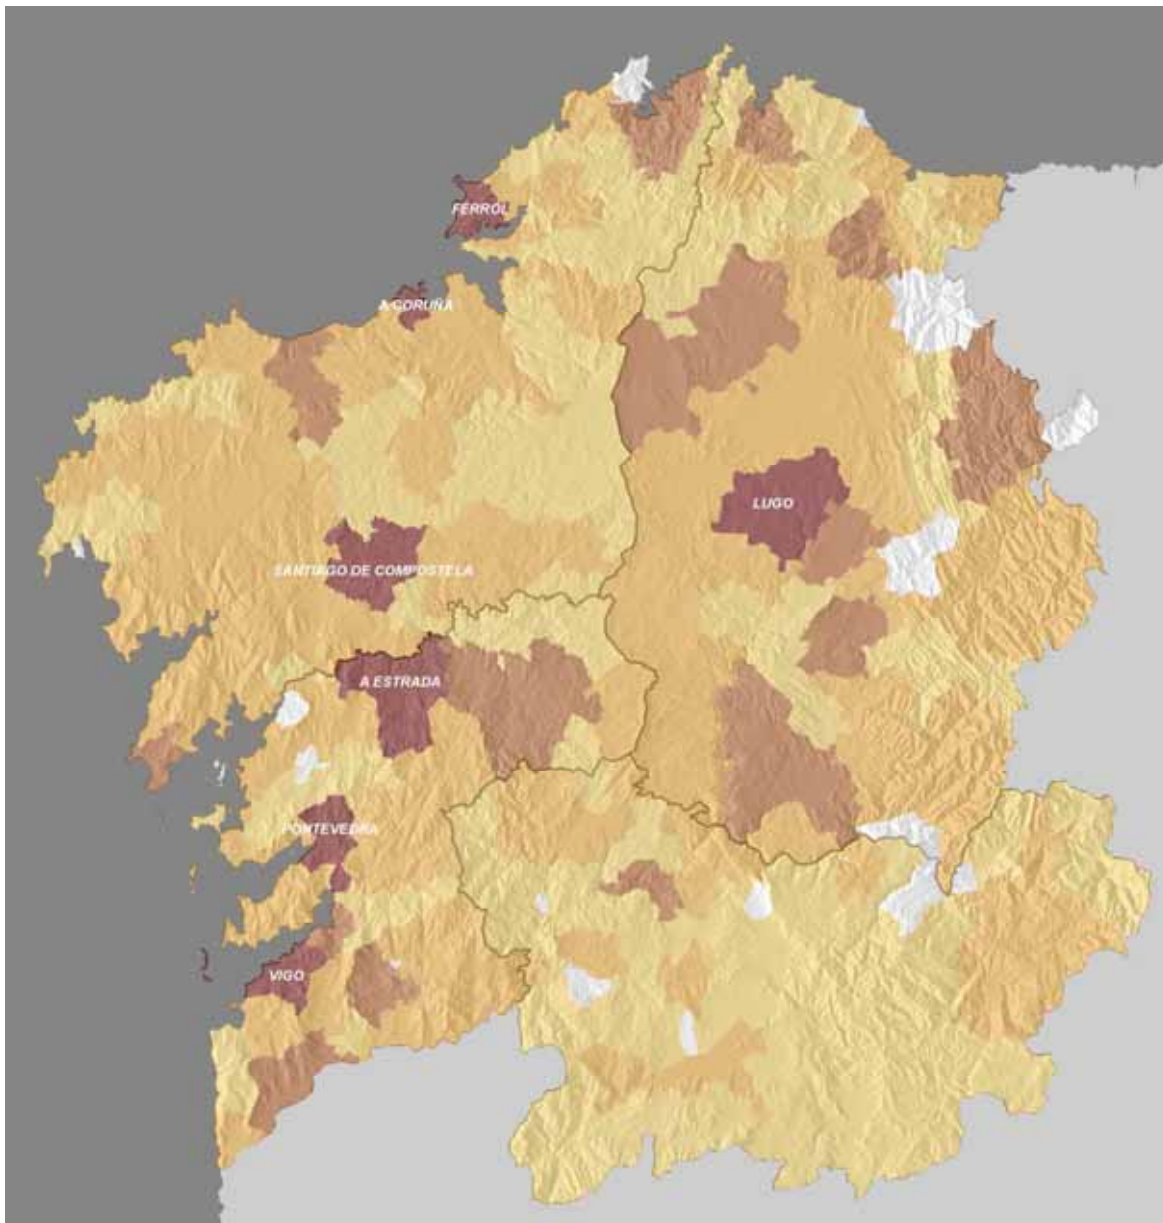 FERROL
A CORUÑA
LUGO
SANTIAGO DE COMPOSTELA
A ESTRADA
PONTEVEDRA
VIGO